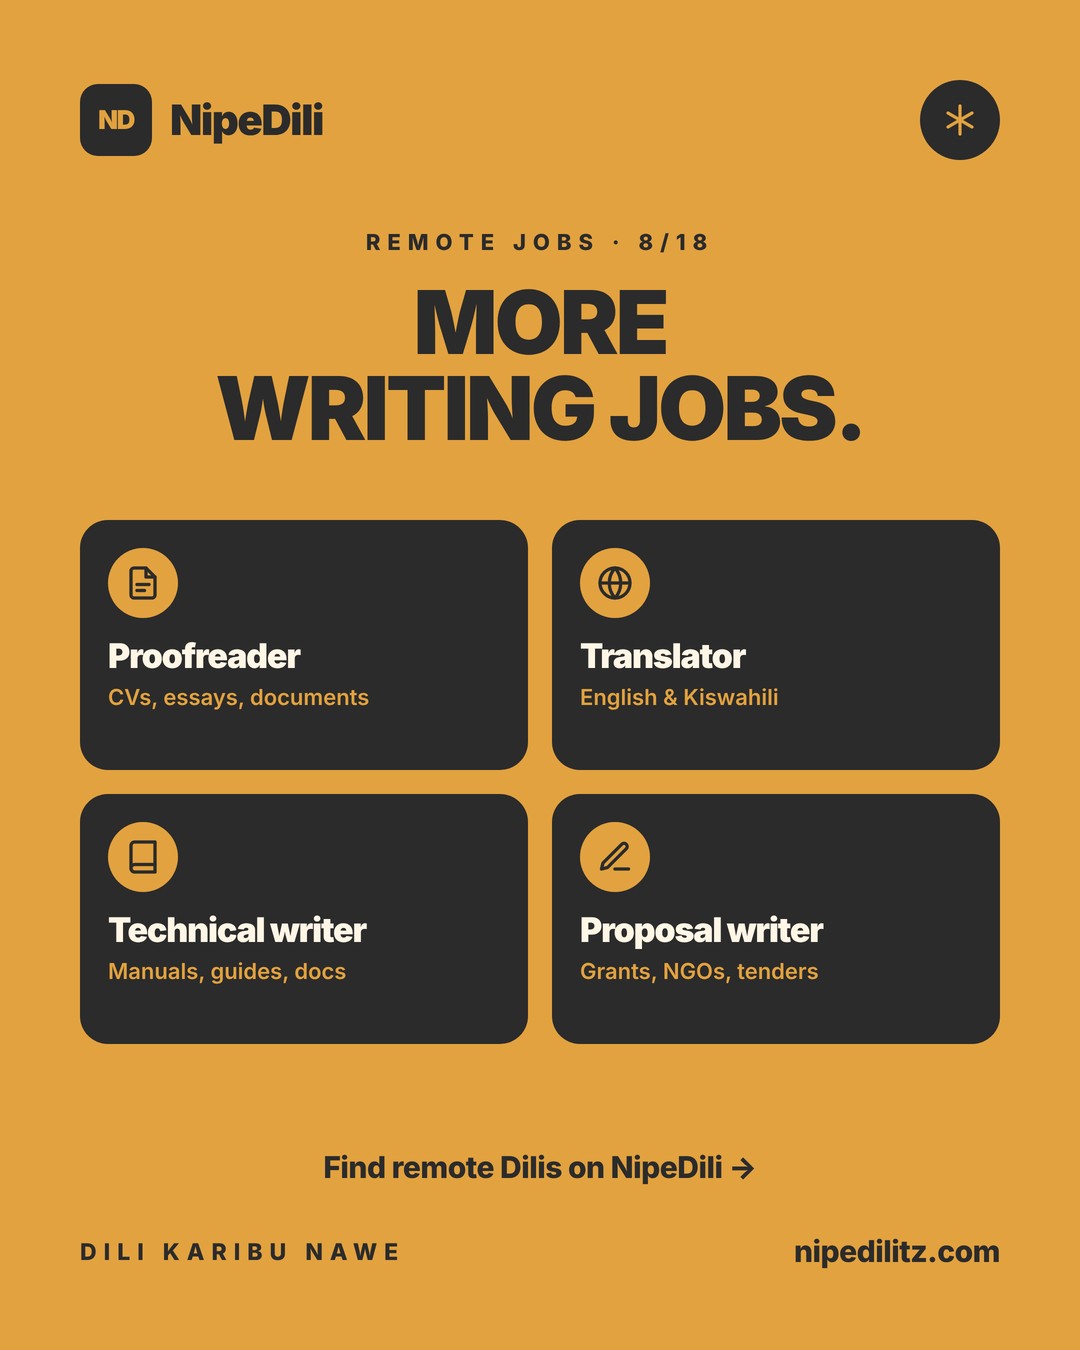 ND NipeDili
REMOTE JOBS · 8/18
MORE
WRITING JOBS.
Proofreader
CVs, essays, documents
Translator
English & Kiswahili
Technical writer
Manuals, guides, docs
Proposal writer
Grants, NGOs, tenders
Find remote Dilis on NipeDili →
DILI KARIBU NAWE
nipedilitz.com